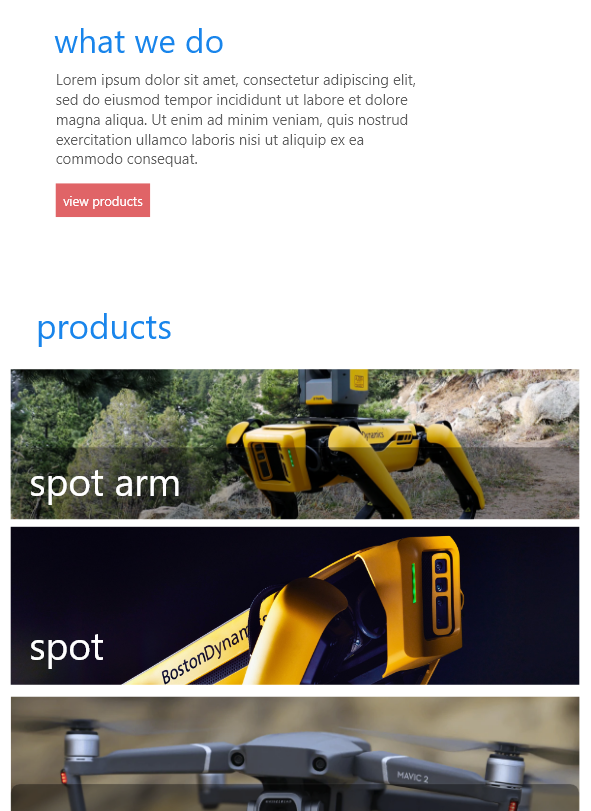 what we do
Lorem ipsum dolor sit amet, consectetur adipiscing elit,
sed do eiusmod tempor incididunt ut labore et dolore
magna aliqua. Ut enim ad minim veniam, quis nostrud
exercitation ullamco laboris nisi ut aliquip ex ea
commodo consequat.
view products
products
spot arm
BostonDynam
spot
MAVIC 2